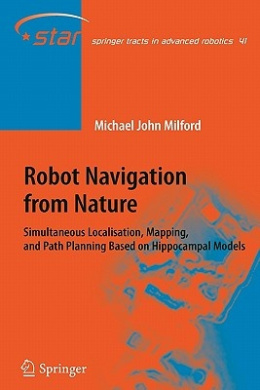 star
springer tracts in advanced robotics 41
Michael John Milford
Robot Navigation
from Nature
Simultaneous Localisation, Mapping,
and Path Planning Based on Hippocampal Models
Springer